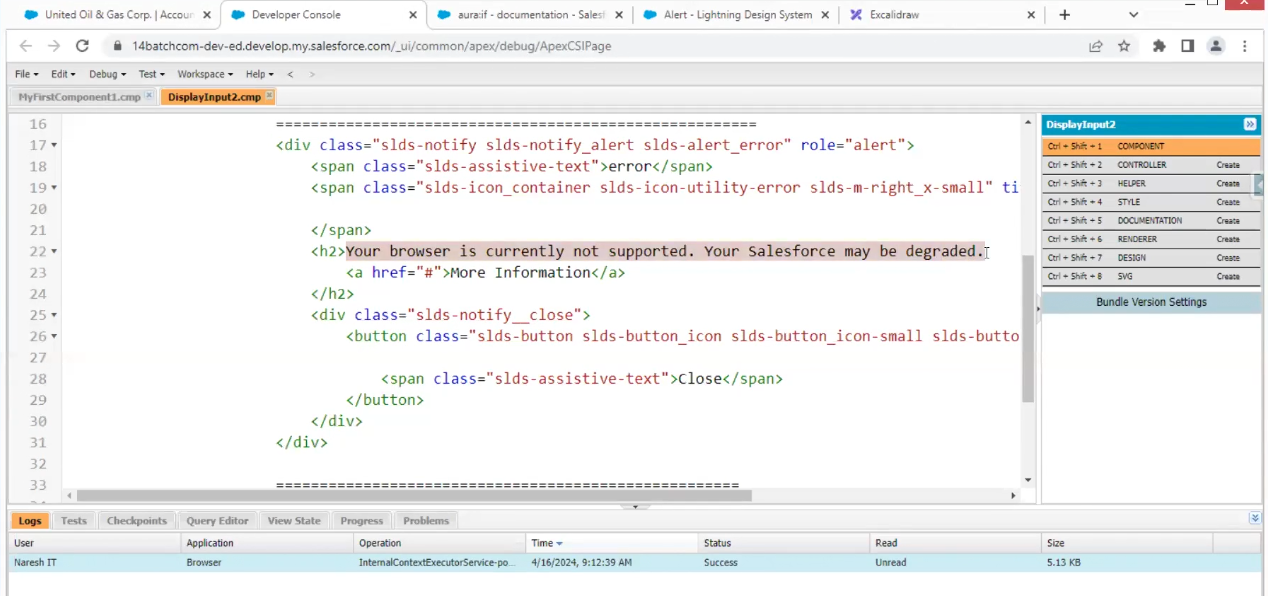 United Oil & Gas Corp. | Accoun
Developer Console
aura:if - documentation - Salesf
Alert - Lightning Design System
Excalidraw
14batchcom-dev-ed.develop.my.salesforce.com/_ui/common/apex/debug/ApexCSIPage
File Edit Debug Test Workspace Help < >
MyFirstComponent1.cmp
DisplayInput2.cmp
16 =======================================================
17 <div class="slds-notify slds-notify_alert slds-alert_error" role="alert">
18 <span class="slds-assistive-text">error</span>
19 <span class="slds-icon_container slds-icon-utility-error slds-m-right_x-small" ti
20
21 </span>
22 <h2>Your browser is currently not supported. Your Salesforce may be degraded.
23 <a href="#">More Information</a>
24 </h2>
25 <div class="slds-notify__close">
26 <button class="slds-button slds-button_icon slds-button_icon-small slds-butto
27
28 <span class="slds-assistive-text">Close</span>
29 </button>
30 </div>
31 </div>
32
33 =====================================================
DisplayInput2
Ctrl + Shift + 1 COMPONENT
Ctrl + Shift + 2 CONTROLLER Create
Ctrl + Shift + 3 HELPER Create
Ctrl + Shift + 4 STYLE Create
Ctrl + Shift + 5 DOCUMENTATION Create
Ctrl + Shift + 6 RENDERER Create
Ctrl + Shift + 7 DESIGN Create
Ctrl + Shift + 8 SVG Create
Bundle Version Settings
Logs Tests Checkpoints Query Editor View State Progress Problems
User Application Operation Time Status Read Size
Naresh IT Browser InternalContextExecutorService-po... 4/16/2024, 9:12:39 AM Success Unread 5.13 KB